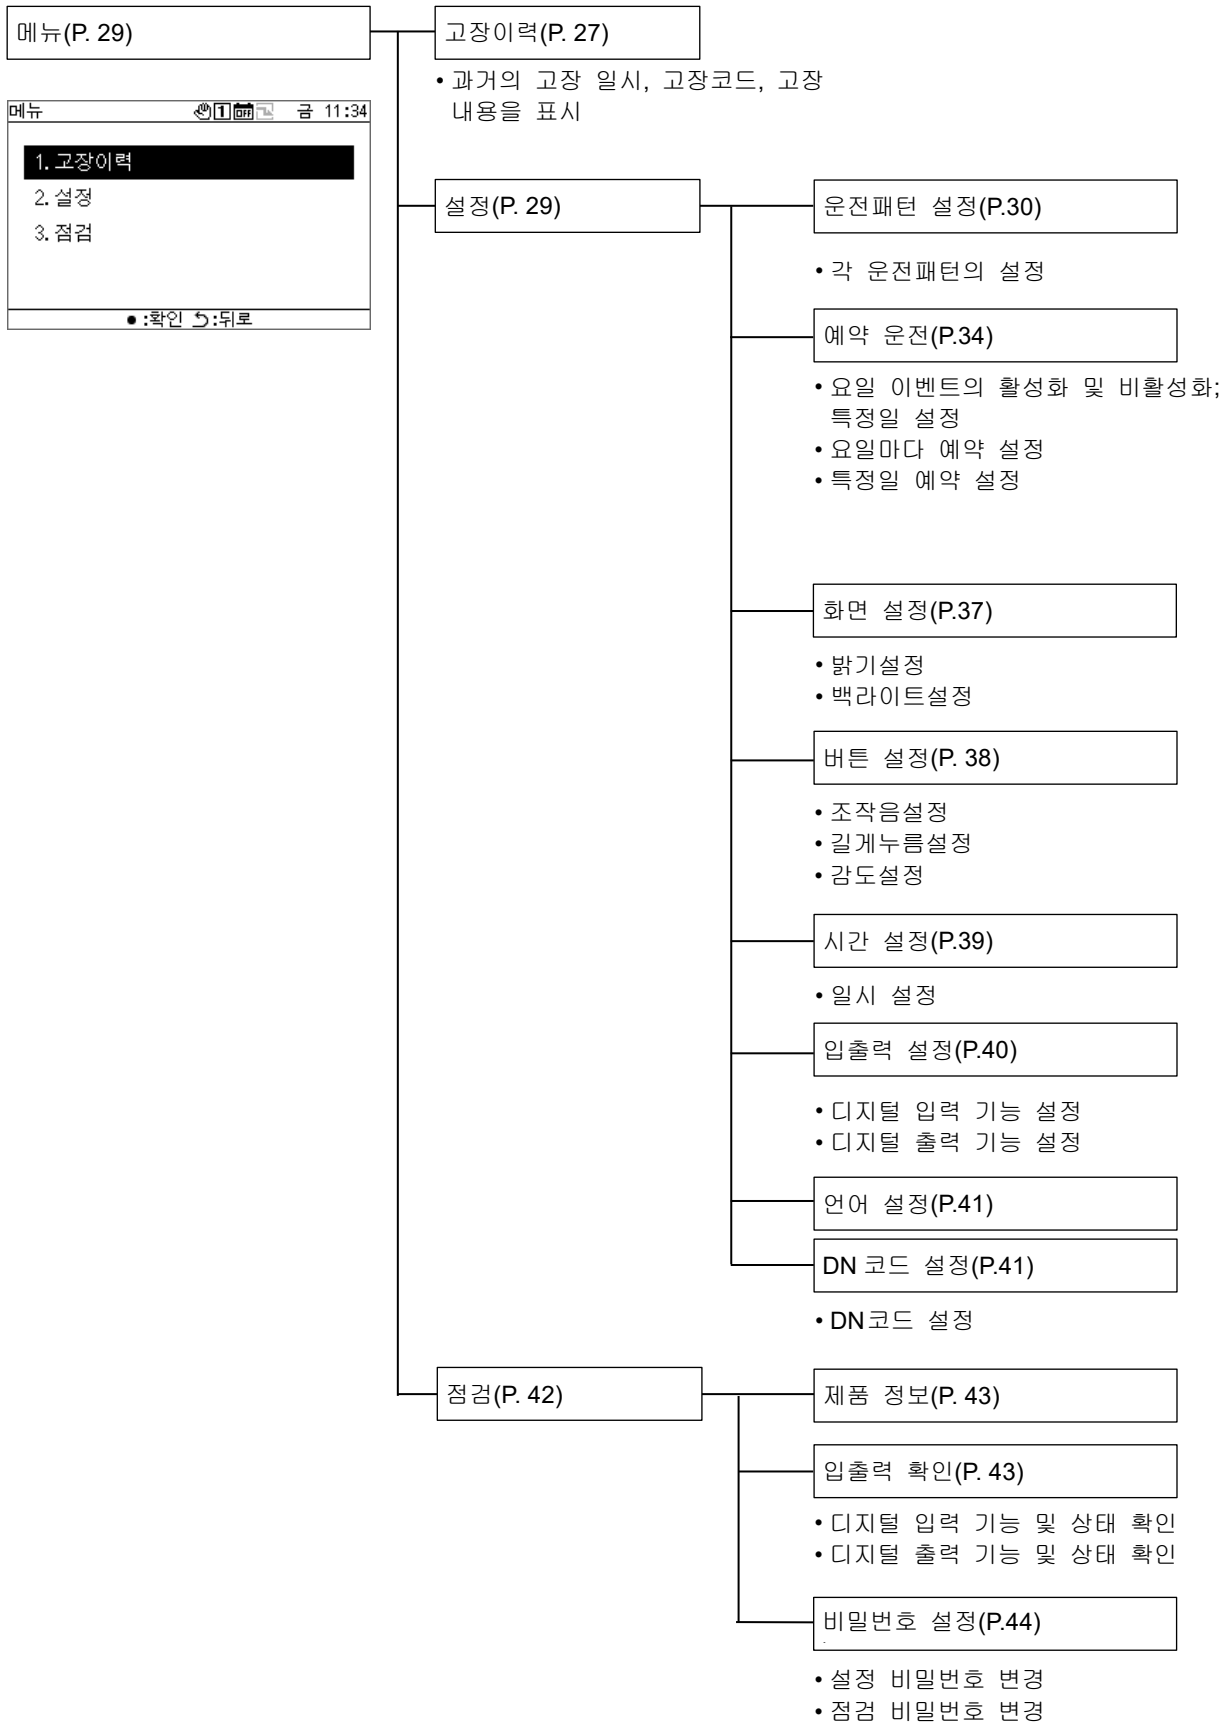 메뉴(P. 29)
메뉴 1 OFF 금 11:34
1. 고장이력
2. 설정
3. 점검
● :확인 :뒤로
고장이력(P. 27)
• 과거의 고장 일시, 고장코드, 고장
내용을 표시
설정(P. 29)
운전패턴 설정(P.30)
• 각 운전패턴의 설정
예약 운전(P.34)
• 요일 이벤트의 활성화 및 비활성화;
특정일 설정
• 요일마다 예약 설정
• 특정일 예약 설정
화면 설정(P.37)
• 밝기설정
• 백라이트설정
버튼 설정(P. 38)
• 조작음설정
• 길게누름설정
• 감도설정
시간 설정(P.39)
• 일시 설정
입출력 설정(P.40)
• 디지털 입력 기능 설정
• 디지털 출력 기능 설정
언어 설정(P.41)
DN 코드 설정(P.41)
• DN코드 설정
점검(P. 42)
제품 정보(P. 43)
입출력 확인(P. 43)
• 디지털 입력 기능 및 상태 확인
• 디지털 출력 기능 및 상태 확인
비밀번호 설정(P.44)
• 설정 비밀번호 변경
• 점검 비밀번호 변경